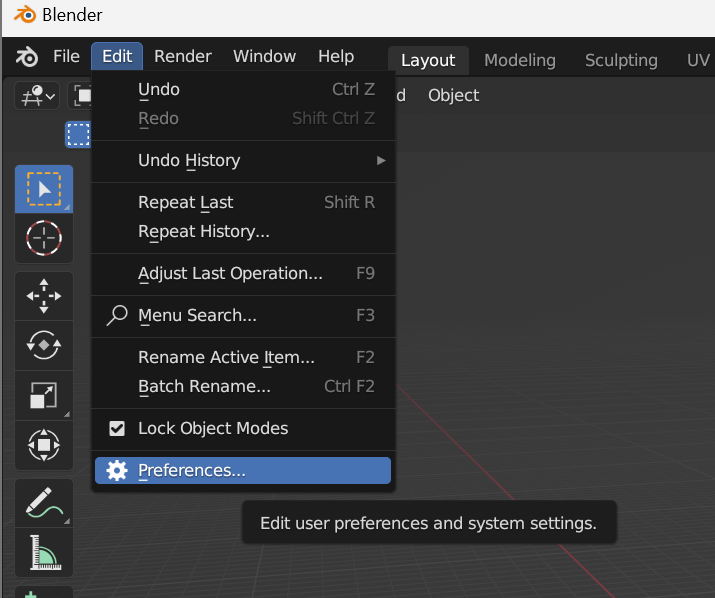 Blender
File Edit Render Window Help Layout Modeling Sculpting UV
d Object
Undo Ctrl Z
Redo Shift Ctrl Z
Undo History
Repeat Last Shift R
Repeat History...
Adjust Last Operation... F9
Menu Search... F3
Rename Active Item... F2
Batch Rename... Ctrl F2
Lock Object Modes
Preferences...
Edit user preferences and system settings.